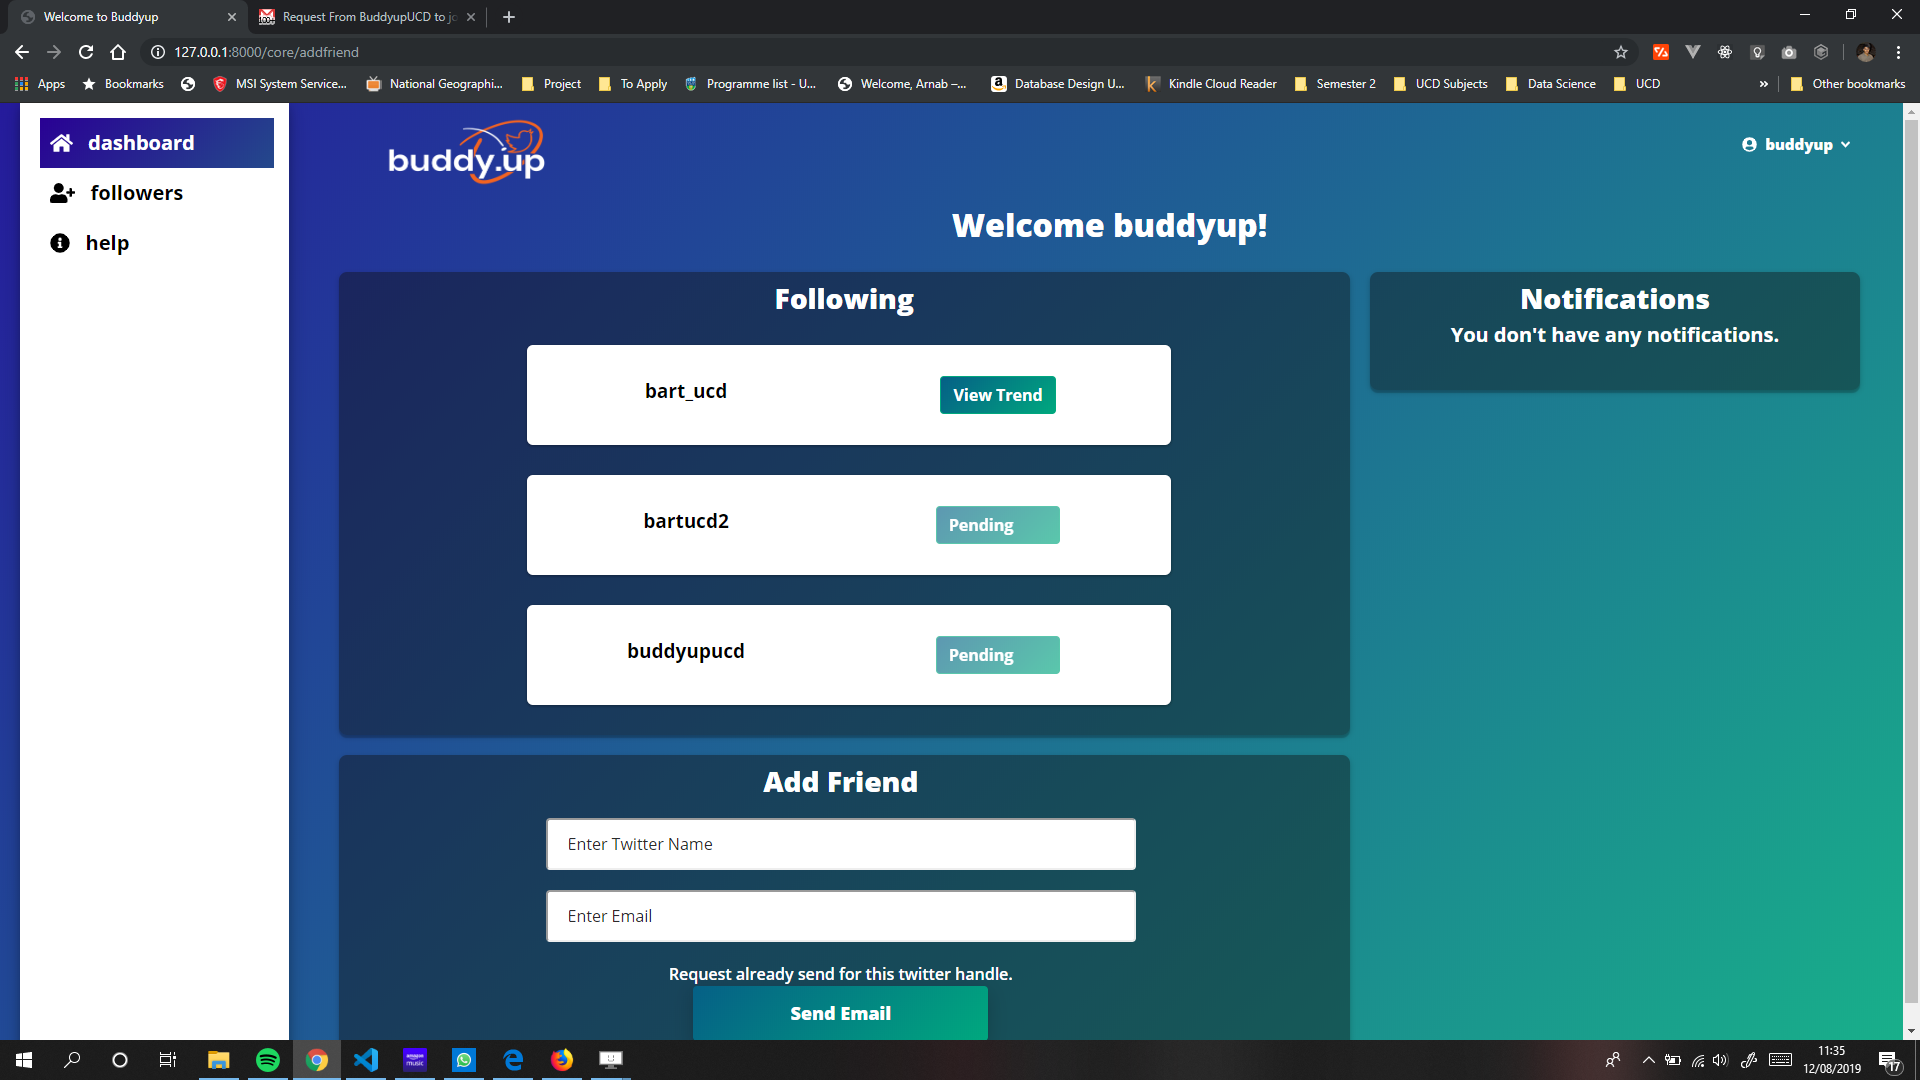 Welcome to Buddyup
100+
Request From BuddyupUCD to jo
127.0.0.1:8000/core/addfriend
Apps
Bookmarks
MSI System Service...
National Geographi...
Project
To Apply
Programme list - U...
Welcome, Arnab –...
Database Design U...
Kindle Cloud Reader
Semester 2
UCD Subjects
Data Science
UCD
»
Other bookmarks
dashboard
followers
help
buddy.up
buddyup
Welcome buddyup!
Following
bart_ucd
View Trend
bartucd2
Pending
buddyupucd
Pending
Notifications
You don't have any notifications.
Add Friend
Enter Twitter Name
Enter Email
Request already send for this twitter handle.
Send Email
amazon music
11:35
12/08/2019
17